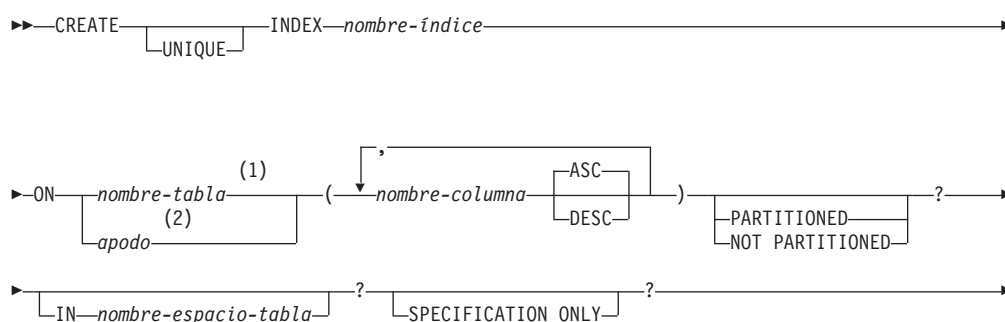 CREATE INDEX nombre-índice
UNIQUE
(1) , ASC
ON nombre-tabla ( nombre-columna ) ?
(2) DESC PARTITIONED
apodo NOT PARTITIONED
? ?
IN nombre-espacio-tabla SPECIFICATION ONLY